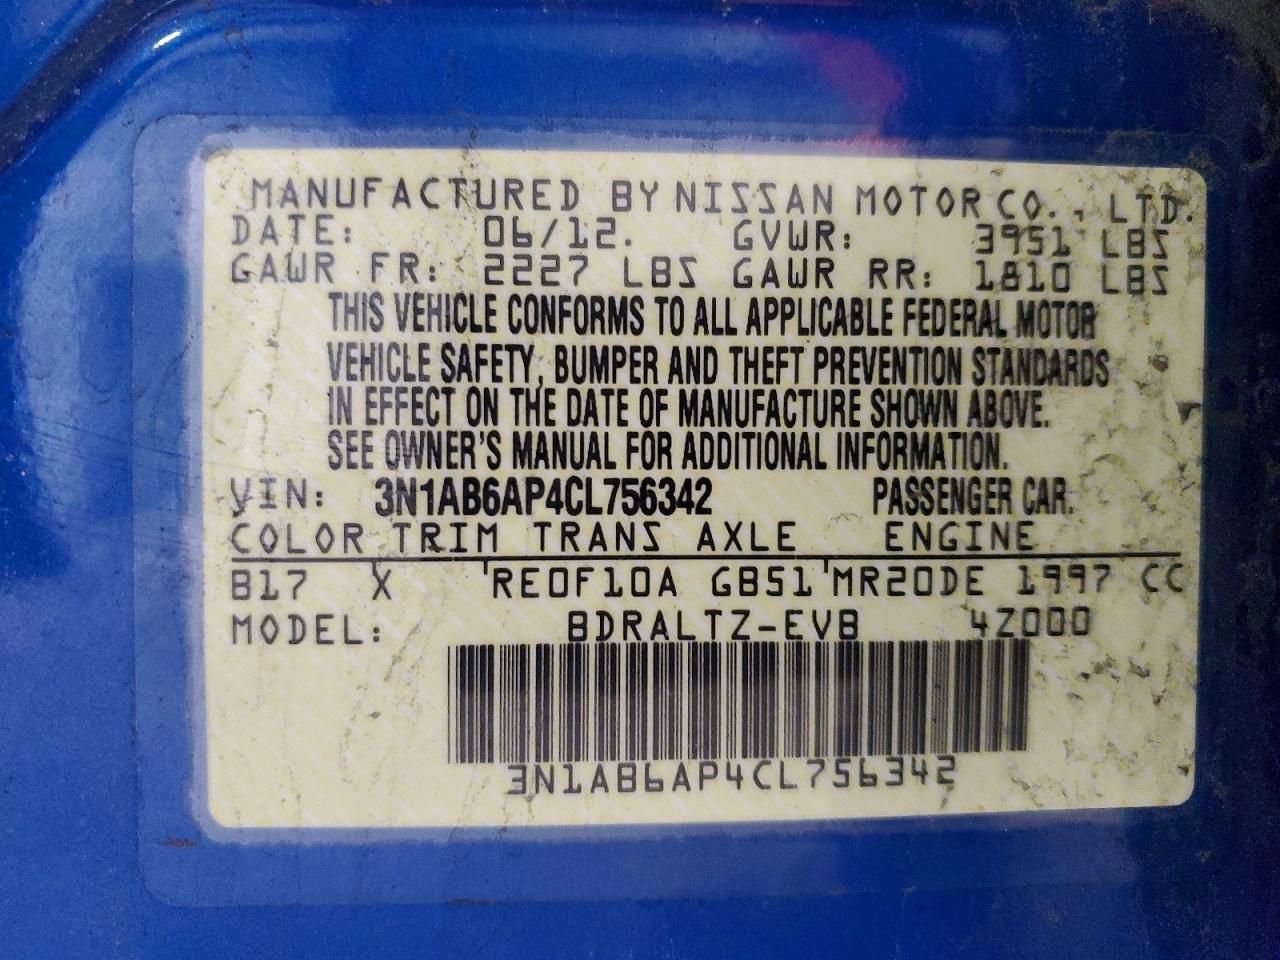 MANUFACTURED BY NISSAN MOTOR CO., LTD.
DATE: 06/12. GVWR: 3951 LBS
GAWR FR: 2227 LBS GAWR RR: 1810 LBS
THIS VEHICLE CONFORMS TO ALL APPLICABLE FEDERAL MOTOR
VEHICLE SAFETY, BUMPER AND THEFT PREVENTION STANDARDS
IN EFFECT ON THE DATE OF MANUFACTURE SHOWN ABOVE.
SEE OWNER'S MANUAL FOR ADDITIONAL INFORMATION.
VIN: 3N1AB6AP4CL756342 PASSENGER CAR.
COLOR TRIM TRANS AXLE ENGINE
B17 X RE0F10A GB51 MR20DE 1997 CC
MODEL: BDRALTZ-EVB 4Z000
3N1AB6AP4CL756342